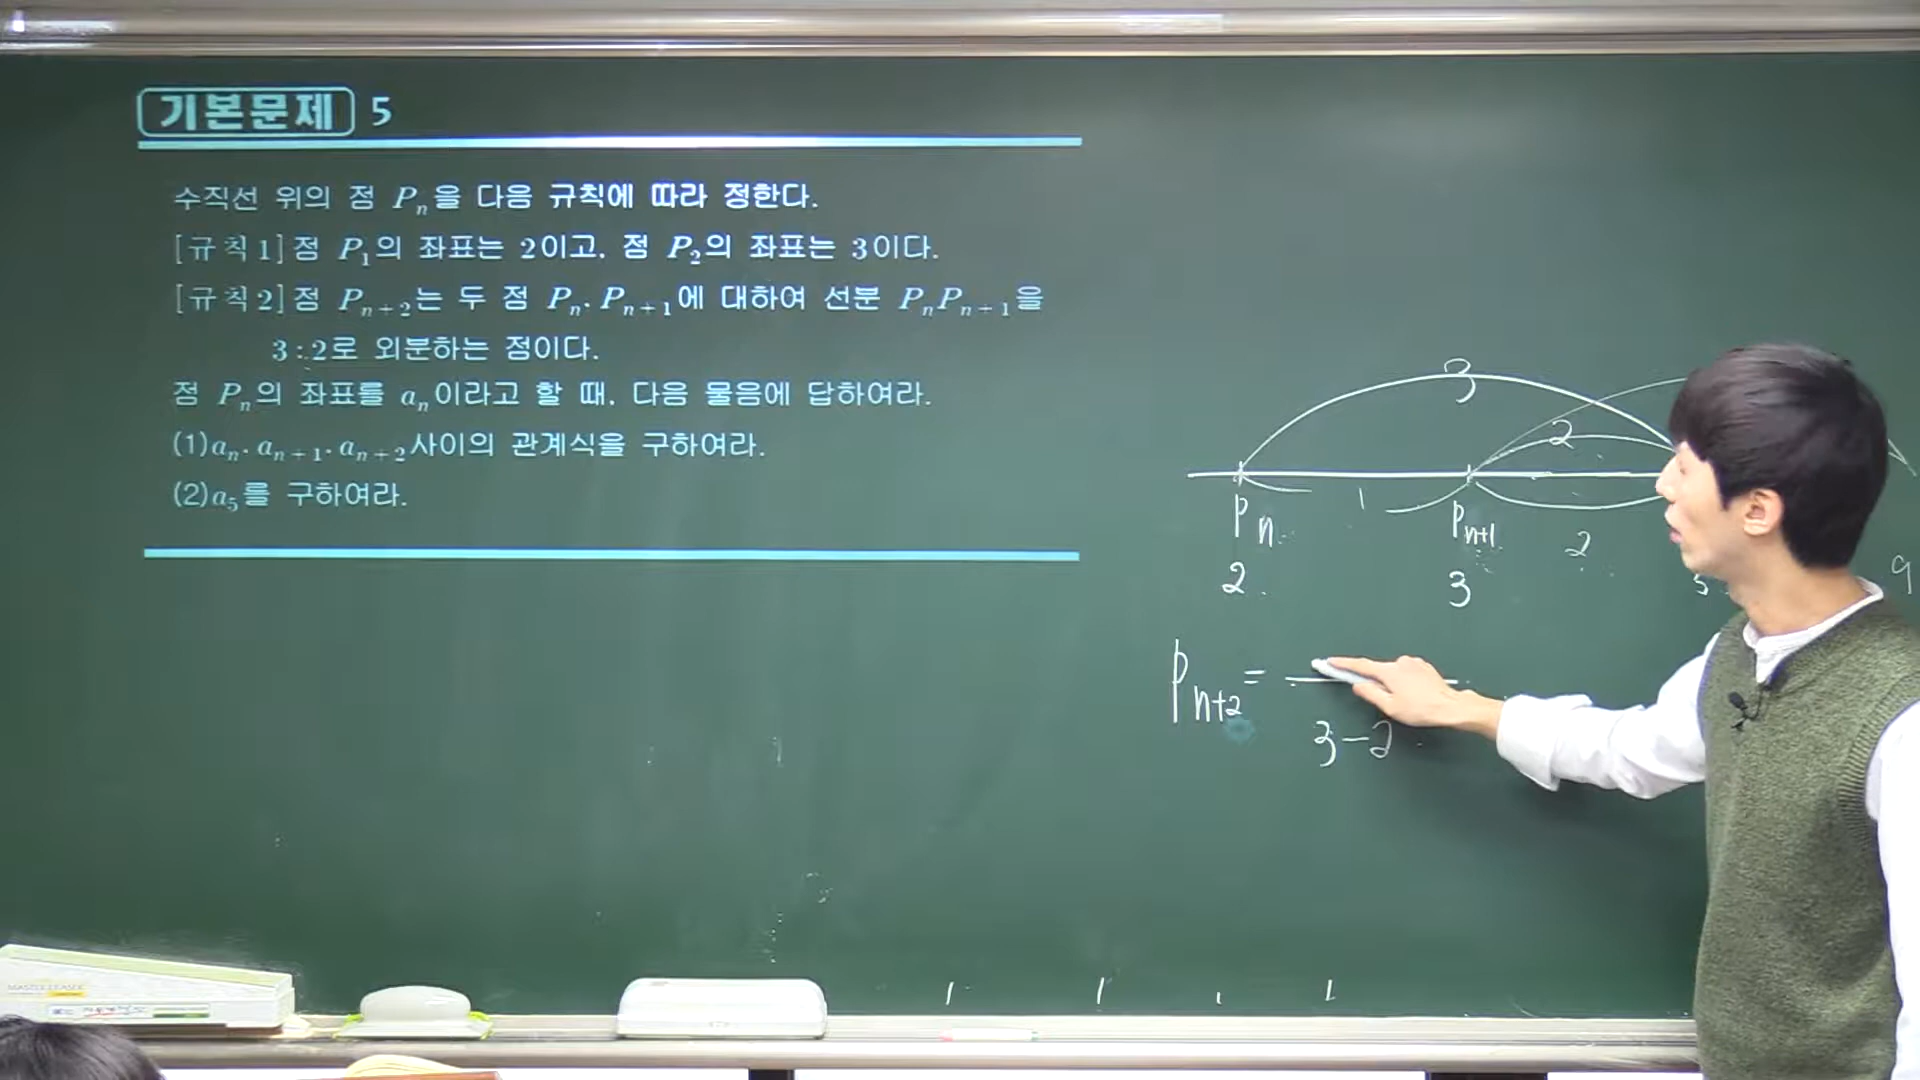 기본문제 5
수직선 위의 점 Pₙ을 다음 규칙에 따라 정한다.
[규칙1]점 P₁의 좌표는 2이고, 점 P₂의 좌표는 3이다.
[규칙2]점 Pₙ₊₂는 두 점 Pₙ, Pₙ₊₁에 대하여 선분 PₙPₙ₊₁을
3:2로 외분하는 점이다.
점 Pₙ의 좌표를 aₙ이라고 할 때, 다음 물음에 답하여라.
(1)aₙ, aₙ₊₁, aₙ₊₂사이의 관계식을 구하여라.
(2)a₅를 구하여라.
3
2
1
Pₙ Pₙ₊₁ 2
2 3 5 9
Pₙ₊₂ =
3-2
MASTER ERASER